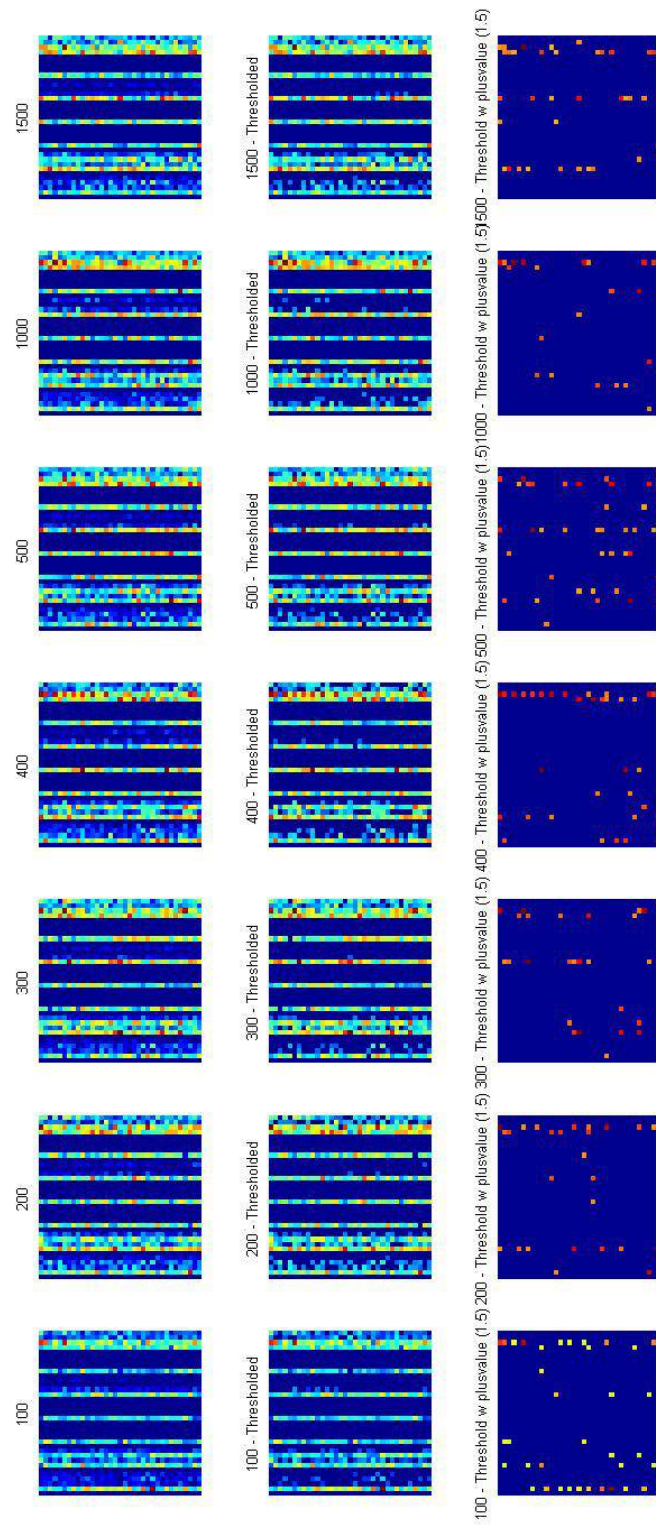 100
200
300
400
500
1000
1500
100 - Thresholded
200 - Thresholded
300 - Thresholded
400 - Thresholded
500 - Thresholded
1000 - Thresholded
1500 - Thresholded
100 - Threshold w plusvalue (1.5)
200 - Threshold w plusvalue (1.5)
300 - Threshold w plusvalue (1.5)
400 - Threshold w plusvalue (1.5)
500 - Threshold w plusvalue (1.5)
1000 - Threshold w plusvalue (1.5)
1500 - Threshold w plusvalue (1.5)